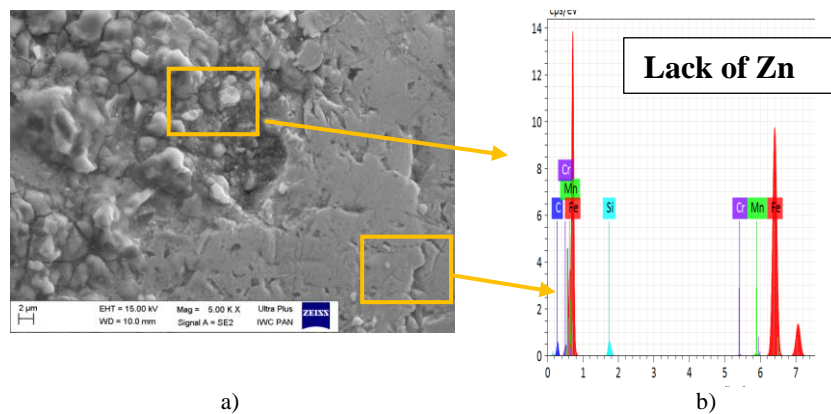 cps/eV
14
12
10
8
6
4
2
0
Lack of Zn
Cr
Mn
C
Fe
Si
Cr
Mn
Fe
0 1 2 3 4 5 6 7
2 µm
EHT = 15.00 kV Mag = 5.00 K X Ultra Plus
WD = 10.0 mm Signal A = SE2 IWC PAN
ZEISS
a) b)